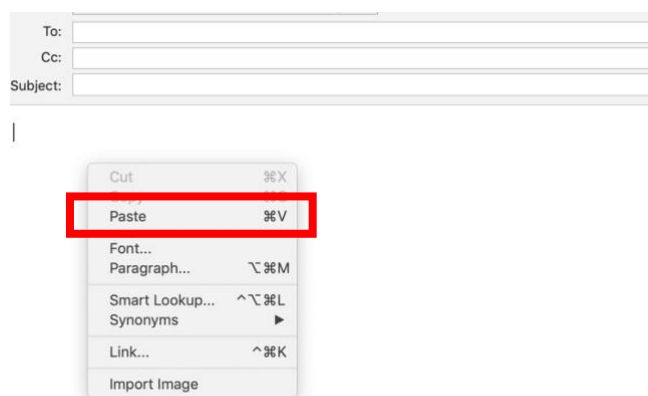 To:
Cc:
Subject:
Cut ⌘X
Paste ⌘V
Font...
Paragraph... ⌥⌘M
Smart Lookup... ^⌥⌘L
Synonyms ▶
Link... ^⌘K
Import Image